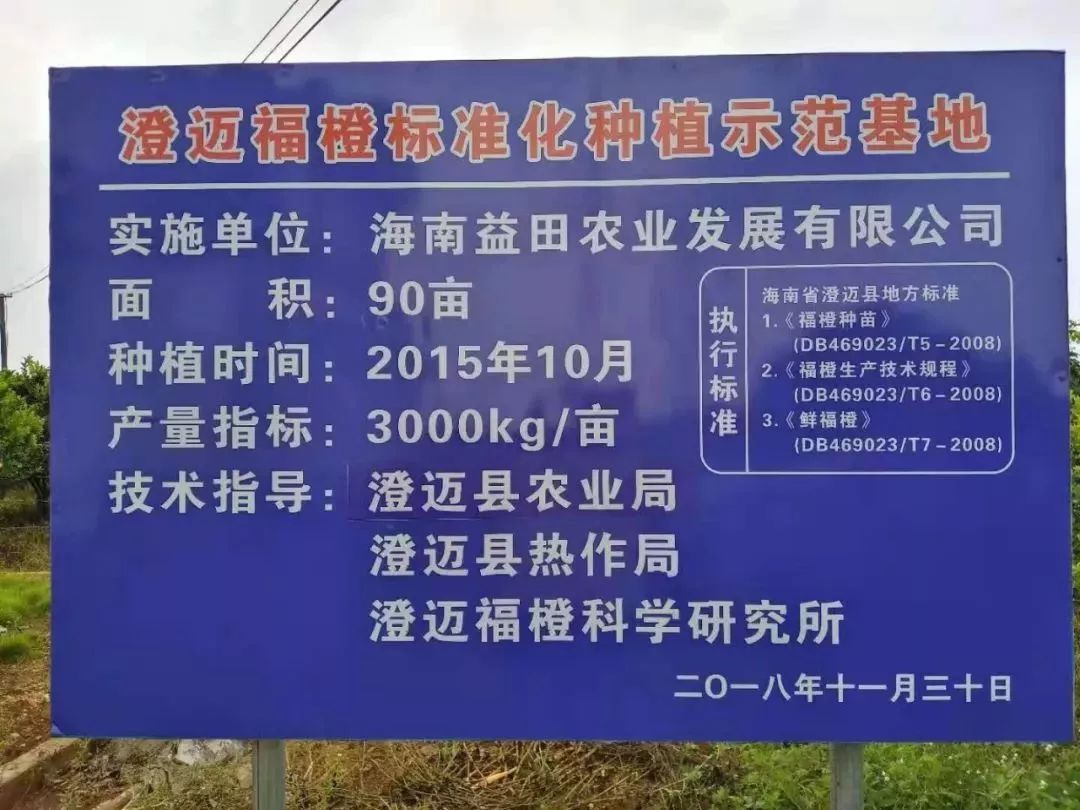 澄迈福橙标准化种植示范基地
实施单位：海南益田农业发展有限公司
面积：90亩
种植时间：2015年10月
产量指标：3000kg/亩
技术指导：澄迈县农业局
澄迈县热作局
澄迈福橙科学研究所
执行标准
海南省澄迈县地方标准
1.《福橙种苗》
(DB469023/T5-2008)
2.《福橙生产技术规程》
(DB469023/T6-2008)
3.《鲜福橙》
(DB469023/T7-2008)
二〇一八年十一月三十日